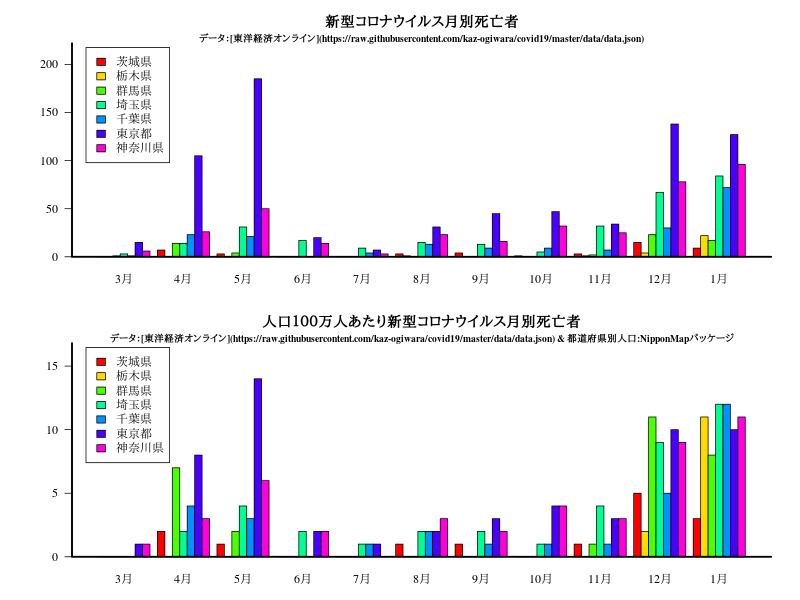 新型コロナウイルス月別死亡者
データ：[東洋経済オンライン](https://raw.githubusercontent.com/kaz-ogiwara/covid19/master/data/data.json)
200
150
100
50
0
茨城県
栃木県
群馬県
埼玉県
千葉県
東京都
神奈川県
3月 4月 5月 6月 7月 8月 9月 10月 11月 12月 1月
人口100万人あたり新型コロナウイルス月別死亡者
データ：[東洋経済オンライン](https://raw.githubusercontent.com/kaz-ogiwara/covid19/master/data/data.json) & 都道府県別人口:NipponMapパッケージ
15
10
5
0
茨城県
栃木県
群馬県
埼玉県
千葉県
東京都
神奈川県
3月 4月 5月 6月 7月 8月 9月 10月 11月 12月 1月